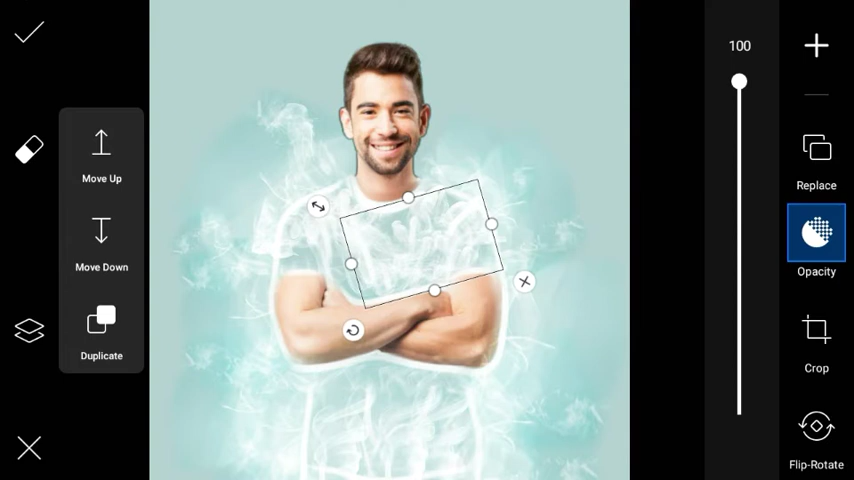 Move Up
Move Down
Duplicate
100
Replace
Opacity
Crop
Flip-Rotate